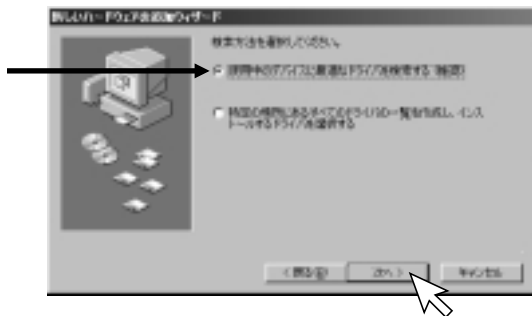 新しいハードウェアの追加ウィザード
検索方法を選択してください。
使用中のデバイスに最適なドライバを検索する（推奨）
特定の場所にあるすべてのドライバの一覧を作成し、インス
トールするドライバを選択する
< 戻る(B)
次へ >
キャンセル